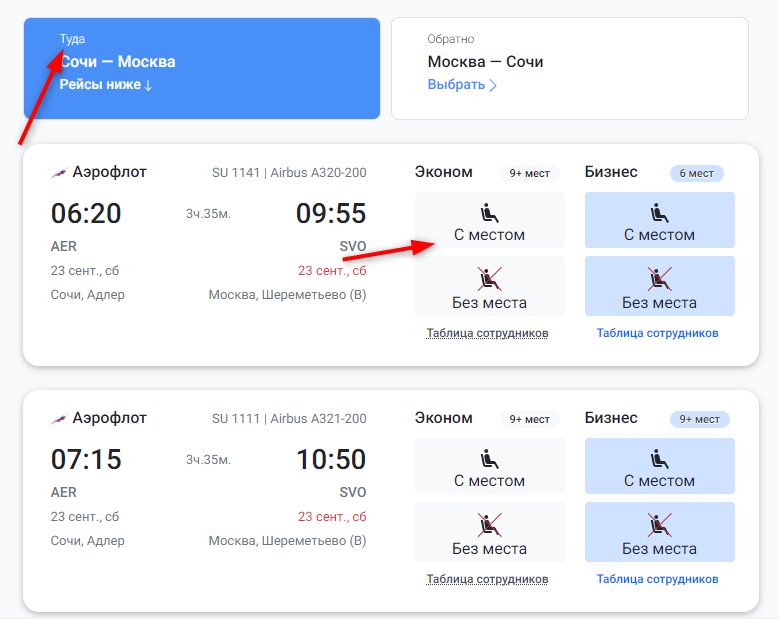 Туда
Сочи — Москва
Рейсы ниже ↓
Обратно
Москва — Сочи
Выбрать >
Аэрофлот
SU 1141 | Airbus A320-200
06:20
3ч.35м.
09:55
AER
SVO
23 сент., сб
23 сент., сб
Сочи, Адлер
Москва, Шереметьево (B)
Эконом
9+ мест
С местом
Без места
Таблица сотрудников
Бизнес
6 мест
С местом
Без места
Таблица сотрудников
Аэрофлот
SU 1111 | Airbus A321-200
07:15
3ч.35м.
10:50
AER
SVO
23 сент., сб
23 сент., сб
Сочи, Адлер
Москва, Шереметьево (B)
Эконом
9+ мест
С местом
Без места
Таблица сотрудников
Бизнес
9+ мест
С местом
Без места
Таблица сотрудников